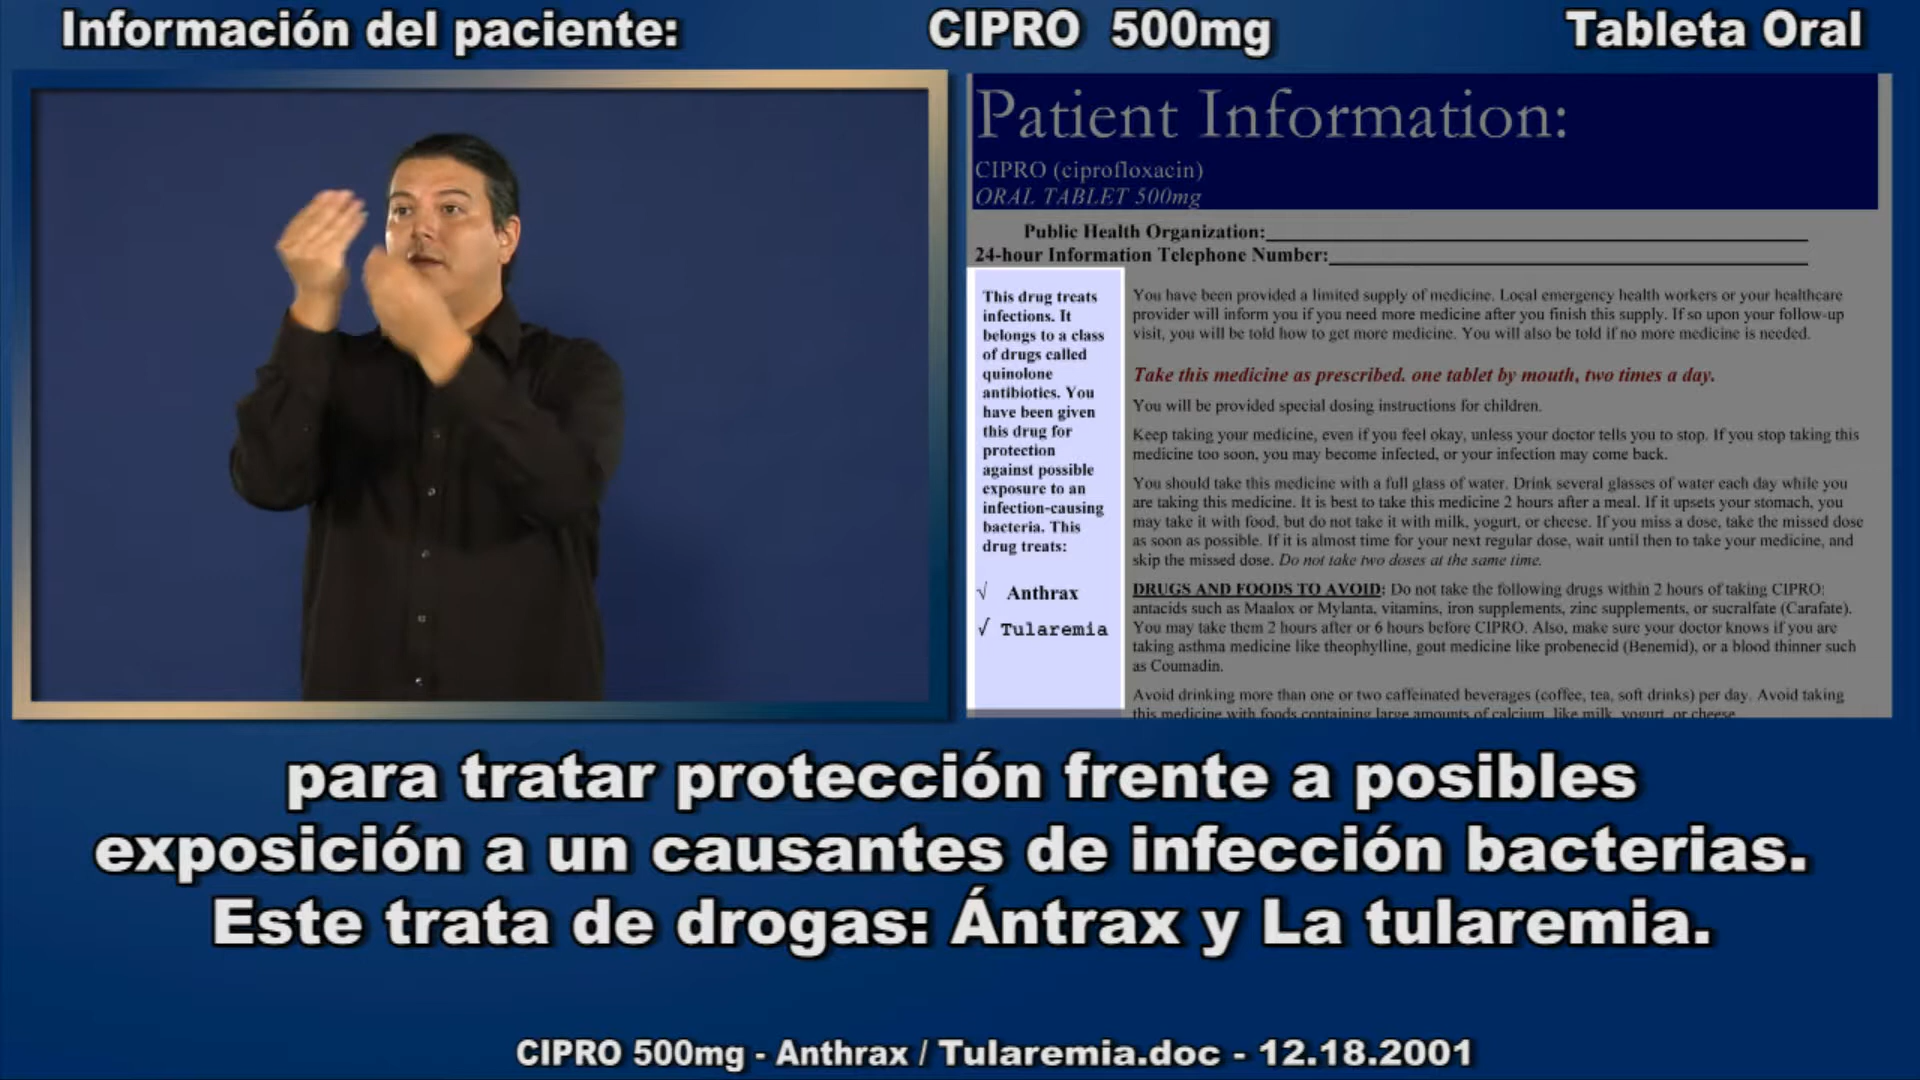 Información del paciente: CIPRO 500mg Tableta Oral
Patient Information:
CIPRO (ciprofloxacin)
ORAL TABLET 500mg
Public Health Organization:
24-hour Information Telephone Number:
This drug treats
infections. It
belongs to a class
of drugs called
quinolone
antibiotics. You
have been given
this drug for
protection
against possible
exposure to an
infection-causing
bacteria. This
drug treats:
√ Anthrax
√ Tularemia
You have been provided a limited supply of medicine. Local emergency health workers or your healthcare
provider will inform you if you need more medicine after you finish this supply. If so upon your follow-up
visit, you will be told how to get more medicine. You will also be told if no more medicine is needed.
Take this medicine as prescribed. one tablet by mouth, two times a day.
You will be provided special dosing instructions for children.
Keep taking your medicine, even if you feel okay, unless your doctor tells you to stop. If you stop taking this
medicine too soon, you may become infected, or your infection may come back.
You should take this medicine with a full glass of water. Drink several glasses of water each day while you
are taking this medicine. It is best to take this medicine 2 hours after a meal. If it upsets your stomach, you
may take it with food, but do not take it with milk, yogurt, or cheese. If you miss a dose, take the missed dose
as soon as possible. If it is almost time for your next regular dose, wait until then to take your medicine, and
skip the missed dose. Do not take two doses at the same time.
DRUGS AND FOODS TO AVOID: Do not take the following drugs within 2 hours of taking CIPRO:
antacids such as Maalox or Mylanta, vitamins, iron supplements, zinc supplements, or sucralfate (Carafate).
You may take them 2 hours after or 6 hours before CIPRO. Also, make sure your doctor knows if you are
taking asthma medicine like theophylline, gout medicine like probenecid (Benemid), or a blood thinner such
as Coumadin.
Avoid drinking more than one or two caffeinated beverages (coffee, tea, soft drinks) per day. Avoid taking
this medicine with foods containing large amounts of calcium, like milk, yogurt, or cheese
para tratar protección frente a posibles
exposición a un causantes de infección bacterias.
Este trata de drogas: Ántrax y La tularemia.
CIPRO 500mg - Anthrax / Tularemia.doc - 12.18.2001